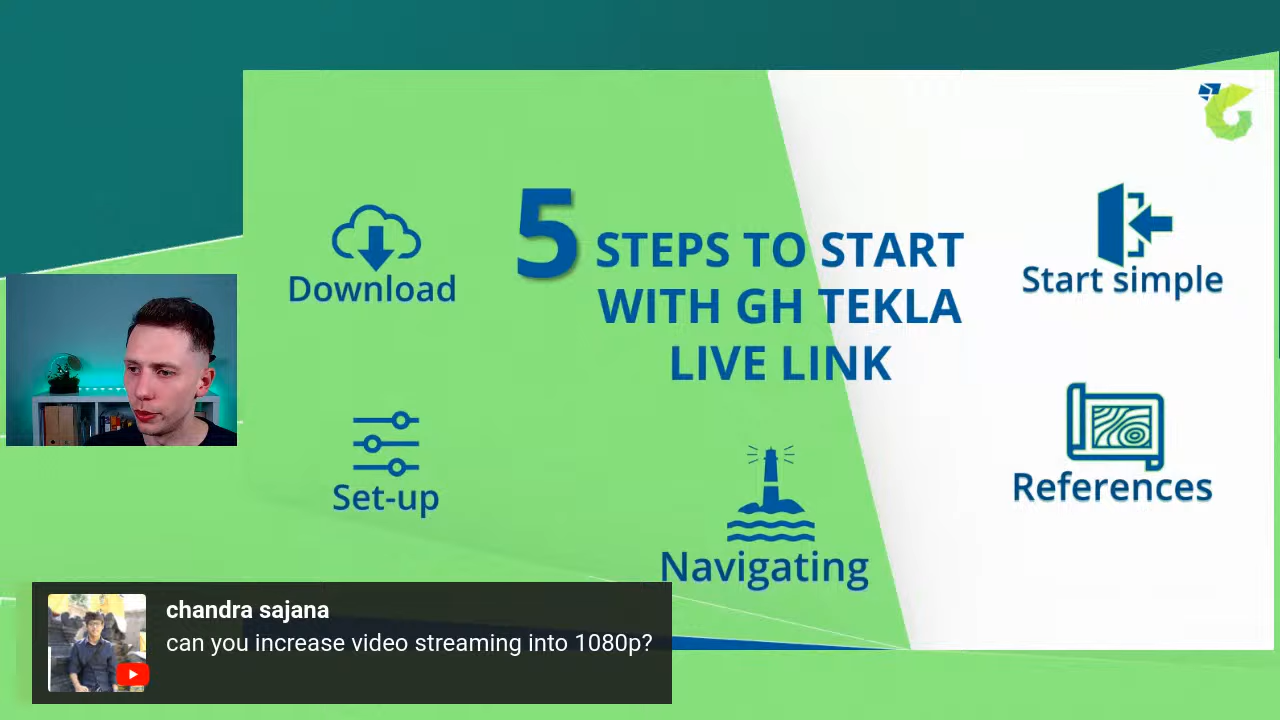 5 STEPS TO START
WITH GH TEKLA
LIVE LINK
Download
Set-up
Navigating
Start simple
References
chandra sajana
can you increase video streaming into 1080p?